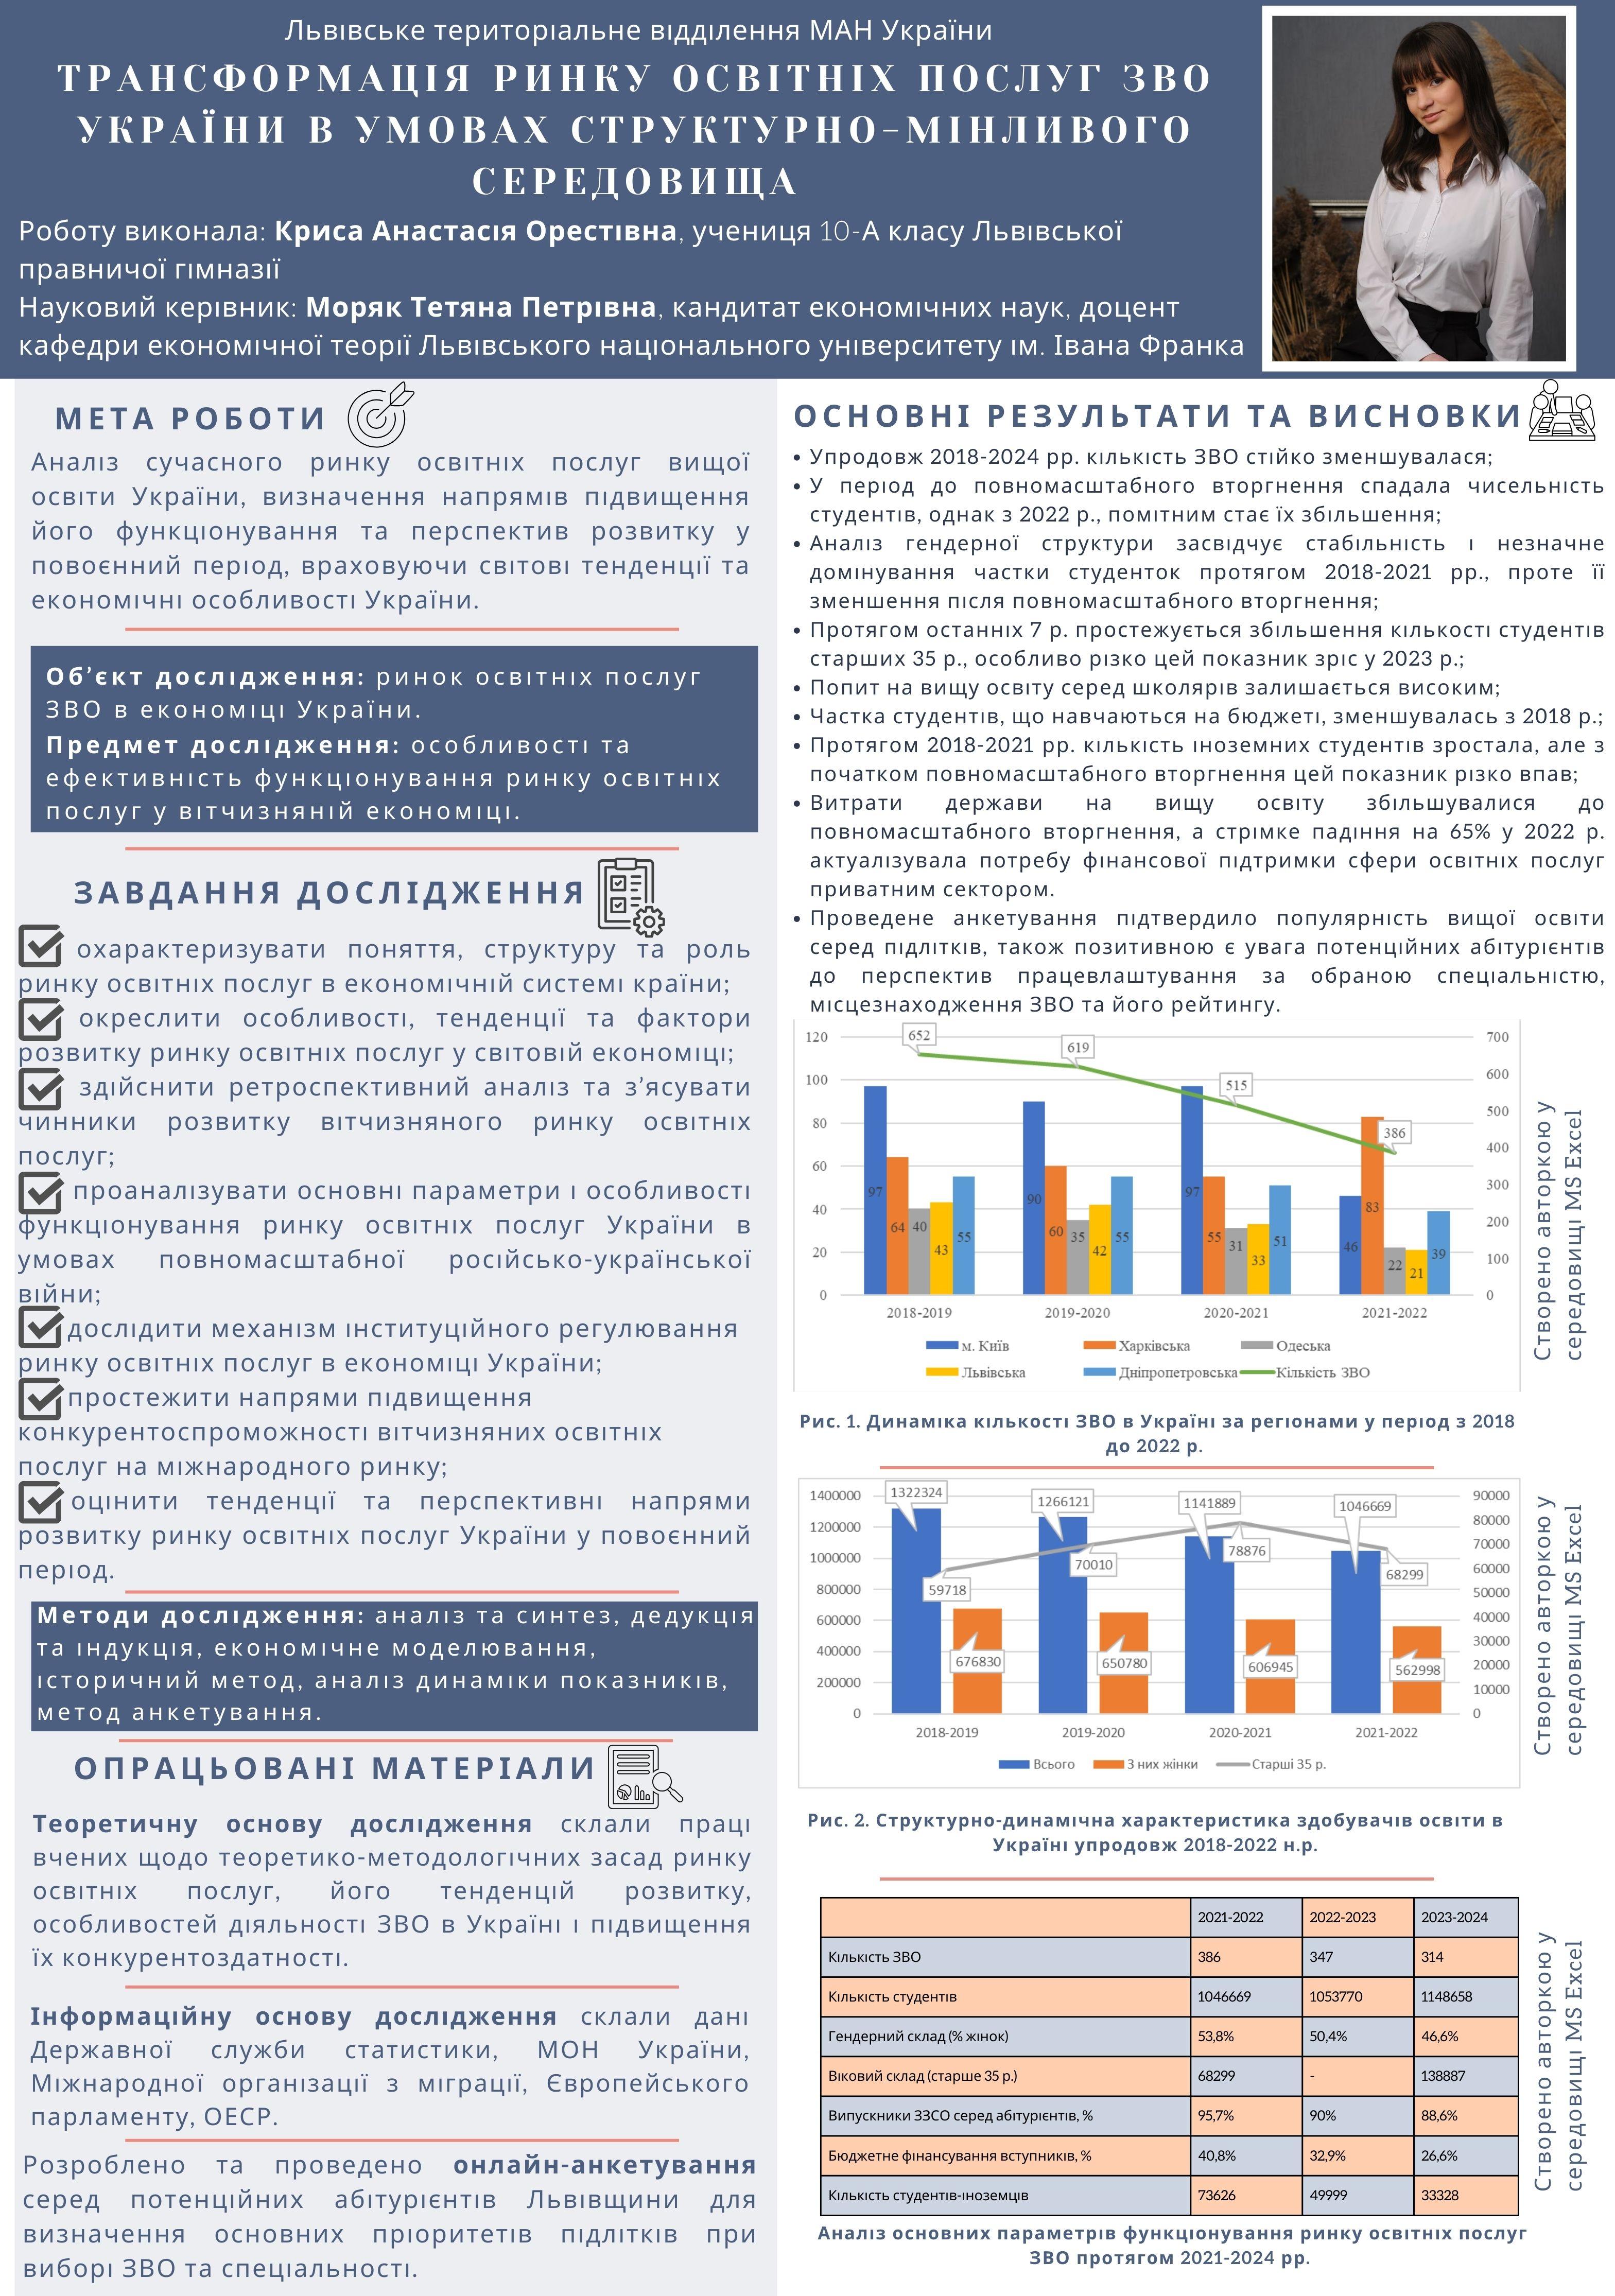 Львівське територіальне відділення МАН України
ТРАНСФОРМАЦІЯ РИНКУ ОСВІТНІХ ПОСЛУГ ЗВО
УКРАЇНИ В УМОВАХ СТРУКТУРНО-МІНЛИВОГО
СЕРЕДОВИЩА
Роботу виконала: Криса Анастасія Орестівна, учениця 10-А класу Львівської
правничої гімназії
Науковий керівник: Моряк Тетяна Петрівна, кандитат економічних наук, доцент
кафедри економічної теорії Львівського національного університету ім. Івана Франка
МЕТА РОБОТИ
Аналіз сучасного ринку освітніх послуг вищої
освіти України, визначення напрямів підвищення
його функціонування та перспектив розвитку у
повоєнний період, враховуючи світові тенденції та
економічні особливості України.
Об’єкт дослідження: ринок освітніх послуг
ЗВО в економіці України.
Предмет дослідження: особливості та
ефективність функціонування ринку освітніх
послуг у вітчизняній економіці.
ЗАВДАННЯ ДОСЛІДЖЕННЯ
охарактеризувати поняття, структуру та роль
ринку освітніх послуг в економічній системі країни;
окреслити особливості, тенденції та фактори
розвитку ринку освітніх послуг у світовій економіці;
здійснити ретроспективний аналіз та з’ясувати
чинники розвитку вітчизняного ринку освітніх
послуг;
проаналізувати основні параметри і особливості
функціонування ринку освітніх послуг України в
умовах повномасштабної російсько-української
війни;
дослідити механізм інституційного регулювання
ринку освітніх послуг в економіці України;
простежити напрями підвищення
конкурентоспроможності вітчизняних освітніх
послуг на міжнародного ринку;
оцінити тенденції та перспективні напрями
розвитку ринку освітніх послуг України у повоєнний
період.
Методи дослідження: аналіз та синтез, дедукція
та індукція, економічне моделювання,
історичний метод, аналіз динаміки показників,
метод анкетування.
ОПРАЦЬОВАНІ МАТЕРІАЛИ
Теоретичну основу дослідження склали праці
вчених щодо теоретико-методологічних засад ринку
освітніх послуг, його тенденцій розвитку,
особливостей діяльності ЗВО в Україні і підвищення
їх конкурентоздатності.
Інформаційну основу дослідження склали дані
Державної служби статистики, МОН України,
Міжнародної організації з міграції, Європейського
парламенту, ОЕСР.
Розроблено та проведено онлайн-анкетування
серед потенційних абітурієнтів Львівщини для
визначення основних пріоритетів підлітків при
виборі ЗВО та спеціальності.
ОСНОВНІ РЕЗУЛЬТАТИ ТА ВИСНОВКИ
• Упродовж 2018-2024 рр. кількість ЗВО стійко зменшувалася;
• У період до повномасштабного вторгнення спадала чисельність
студентів, однак з 2022 р., помітним стає їх збільшення;
• Аналіз гендерної структури засвідчує стабільність і незначне
домінування частки студенток протягом 2018-2021 рр., проте її
зменшення після повномасштабного вторгнення;
• Протягом останніх 7 р. простежується збільшення кількості студентів
старших 35 р., особливо різко цей показник зріс у 2023 р.;
• Попит на вищу освіту серед школярів залишається високим;
• Частка студентів, що навчаються на бюджеті, зменшувалась з 2018 р.;
• Протягом 2018-2021 рр. кількість іноземних студентів зростала, але з
початком повномасштабного вторгнення цей показник різко впав;
• Витрати держави на вищу освіту збільшувалися до
повномасштабного вторгнення, а стрімке падіння на 65% у 2022 р.
актуалізувала потребу фінансової підтримки сфери освітніх послуг
приватним сектором.
• Проведене анкетування підтвердило популярність вищої освіти
серед підлітків, також позитивною є увага потенційних абітурієнтів
до перспектив працевлаштування за обраною спеціальністю,
місцезнаходження ЗВО та його рейтингу.
120 100 80 60 40 20 0
652 619 515 386
97 64 40 43 55
90 60 35 42 55
97 55 31 33 51
46 83 22 21 39
700 600 500 400 300 200 100 0
2018-2019 2019-2020 2020-2021 2021-2022
м. Київ Харківська Одеська
Львівська Дніпропетровська Кількість ЗВО
Створено авторкою у
середовищі MS Excel
Рис. 1. Динаміка кількості ЗВО в Україні за регіонами у період з 2018
до 2022 р.
1400000 1200000 1000000 800000 600000 400000 200000 0
1322324 1266121 1141889 1046669
59718 70010 78876 68299
676830 650780 606945 562998
90000 80000 70000 60000 50000 40000 30000 20000 10000 0
2018-2019 2019-2020 2020-2021 2021-2022
Всього З них жінки Старші 35 р.
Створено авторкою у
середовищі MS Excel
Рис. 2. Структурно-динамічна характеристика здобувачів освіти в
Україні упродовж 2018-2022 н.р.
2021-2022 2022-2023 2023-2024
Кількість ЗВО 386 347 314
Кількість студентів 1046669 1053770 1148658
Гендерний склад (% жінок) 53,8% 50,4% 46,6%
Віковий склад (старше 35 р.) 68299 - 138887
Випускники ЗЗСО серед абітурієнтів, % 95,7% 90% 88,6%
Бюджетне фінансування вступників, % 40,8% 32,9% 26,6%
Кількість студентів-іноземців 73626 49999 33328
Створено авторкою у
середовищі MS Excel
Аналіз основних параметрів функціонування ринку освітніх послуг
ЗВО протягом 2021-2024 рр.